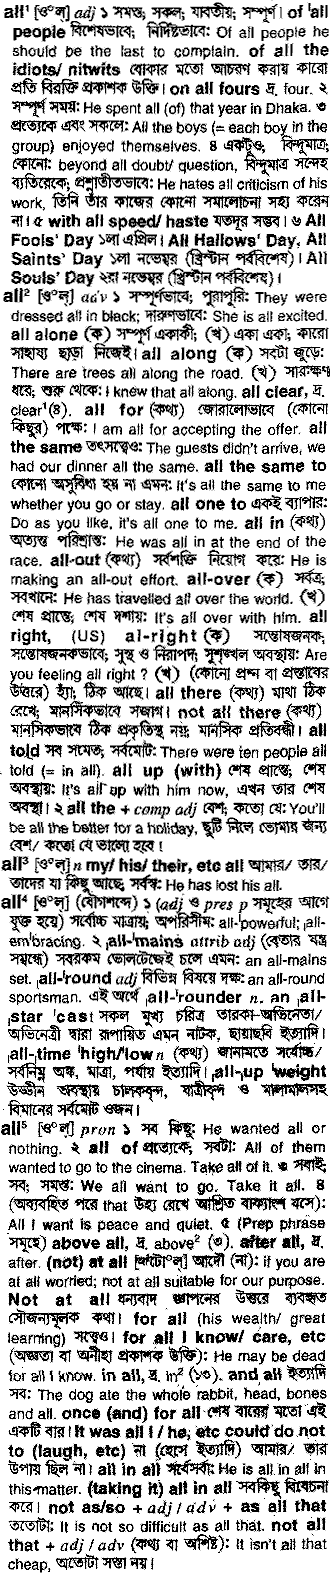 all¹ [ও°ল্] adj ১ সমস্ত; সকল; যাবতীয়; সম্পূর্ণ। of 'all
people বিশেষভাবে; নির্দিষ্টভাবে: Of all people he
should be the last to complain. of all the
idiots/ nitwits বোকার মতো আচরণ করায় কারো
প্রতি বিরক্তি প্রকাশক উক্তি। on all fours দ্র. four. ২
সম্পূর্ণ সময়: He spent all (of) that year in Dhaka. ৩
প্রত্যেকে এবং সকলে: All the boys (= each boy in the
group) enjoyed themselves. ৪ একটুও; বিন্দুমাত্র;
কোনো: beyond all doubt/ question, বিন্দুমাত্র সন্দেহ
ব্যতিরেকে; প্রশ্নাতীতভাবে: He hates all criticism of his
work, তিনি তাঁর কাজের কোনো সমালোচনা সহ্য করেন
না। ৫ with all speed/ haste যতদূর সম্ভব। ৬ All
Fools' Day ১লা এপ্রিল। All Hallows' Day, All
Saints' Day ১লা নভেম্বর (খ্রিস্টান পর্ববিশেষ)। All
Souls' Day ২রা নভেম্বর (খ্রিস্টান পর্ববিশেষ)।
all² [ও°ল্] adv ১ সম্পূর্ণভাবে; পুরাপুরি: They were
dressed all in black; দারুণভাবে: She is all excited.
all alone (ক) সম্পূর্ণ একাকী; (খ) একা একা; কারো
সাহায্য ছাড়া নিজেই। all along (ক) সবটা জুড়ে:
There are trees all along the road. (খ) সারাক্ষণ
ধরে; শুরু থেকে: I knew that all along. all clear, দ্র.
clear¹(৪). all for (কথ্য) জোরালোভাবে (কোনো
কিছুর) পক্ষে: I am all for accepting the offer. all
the same তৎসত্ত্বেও: The guests didn't arrive, we
had our dinner all the same. all the same to
কোনো অসুবিধা হয় না এমন: It's all the same to me
whether you go or stay. all one to একই ব্যাপার:
Do as you like, it's all one to me. all in (কথ্য)
অত্যন্ত পরিশ্রান্ত: He was all in at the end of the
race. all-out (কথ্য) সর্বশক্তি নিয়োগ করে: He is
making an all-out effort. all-over (ক) সর্বত্র;
সবখানে: He has travelled all over the world. (খ)
শেষ প্রান্তে; শেষ দশায়: It's all over with him. all
right, (US) al-right (ক) সন্তোষজনক;
সন্তোষজনকভাবে; সুস্থ ও নিরাপদ; সুশৃঙ্খল অবস্থায়: Are
you feeling all right ? (খ) (কোনো প্রশ্ন বা প্রস্তাবের
উত্তরে) হ্যাঁ; ঠিক আছে। all there (কথ্য) মাথা ঠিক
রেখে; মানসিকভাবে সজাগ। not all there (কথ্য)
মানসিকভাবে ঠিক প্রকৃতিস্থ নয়; মানসিক প্রতিবন্ধী। all
told সব সমেত; সর্বমোট: There were ten people all
told (= in all). all up (with) শেষ প্রান্তে; শেষ
অবস্থায়: It's all up with him now, এখন তার শেষ
অবস্থা। ২ all the + comp adj বেশ; কতো যে: You'll
be all the better for a holiday, ছুটি নিলে তোমার জন্য
বেশ/ কতো যে ভালো হবে !
all³ [ও°ল্] n my/ his/ their, etc all আমার/ তার/
তাদের যা কিছু আছে, সর্বস্ব: He has lost his all.
all⁴ [ও°ল্] (যৌগশব্দে) ১ (adj ও pres p সমূহের আগে
যুক্ত হয়ে) সর্বোচ্চ মাত্রায়; অপরিসীম: all-'powerful; ˌall-
em'bracing. ২ ˌall-'mains attrib adj (বেতার যন্ত্র
সম্বন্ধে) সবরকম ভোলটেজেই চলে এমন: an all-mains
set. ˌall-'round adj বিভিন্ন বিষয়ে দক্ষ: an all-round
sportsman. এই অর্থে ˌall-'rounder n. an ˌall-
star 'cast সকল মুখ্য চরিত্র তারকা-অভিনেতা/
অভিনেত্রী দ্বারা রূপায়িত এমন নাটক, ছায়াছবি ইত্যাদি।
ˌall-time 'high/'low n (কথ্য) জানামতে সর্বোচ্চ/
সর্বনিম্ন অঙ্ক, মাত্রা, পর্যায় ইত্যাদি। ˌall-up 'weight
উড্ডীন অবস্থায় চালকবৃন্দ, যাত্রীবৃন্দ ও মালামালসহ
বিমানের সর্বমোট ওজন।
all⁵ [ও°ল্] pron ১ সব কিছু: He wanted all or
nothing. ২ all of প্রত্যেকে; সবটা: All of them
wanted to go to the cinema. Take all of it. ৩ সবাই;
সব; সমস্ত: We all want to go. Take it all. ৪
(অব্যবহিত পরে that উহ্য রেখে আশ্রিত বাক্যাংশ বসে):
All I want is peace and quiet. ৫ (Prep phrase
সমূহে) above all, দ্র. above² (৩). after all, দ্র.
after. (not) at all আদৌ (না): if you are
at all worried; not at all suitable for our purpose.
Not at all ধন্যবাদ জ্ঞাপনের উত্তরে ব্যবহৃত
সৌজন্যমূলক কথা। for all (his wealth/ great
learning) সত্ত্বেও। for all I know/ care, etc
(অজ্ঞতা বা অনীহা প্রকাশক উক্তি): He may be dead
for all I know. in all, দ্র. in² (১৩). and all ইত্যাদি
সব: The dog ate the whole rabbit, head, bones
and all. once (and) for all শেষ বারের মতো এই
একটি বার। It was all I / he, etc could do not
to (laugh, etc) না (হেসে ইত্যাদি) আমার/ তার
উপায় ছিল না। all in all সর্বেসর্বা: He is all in all in
this matter. (taking it) all in all সবকিছু বিবেচনা
করে। not as/so + adj / adv + as all that
ততোটা: It is not so difficult as all that. not all
that + adj / adv (কথ্য বা অশিষ্ট): It isn't all that
cheap, অতোটা সস্তা নয়।